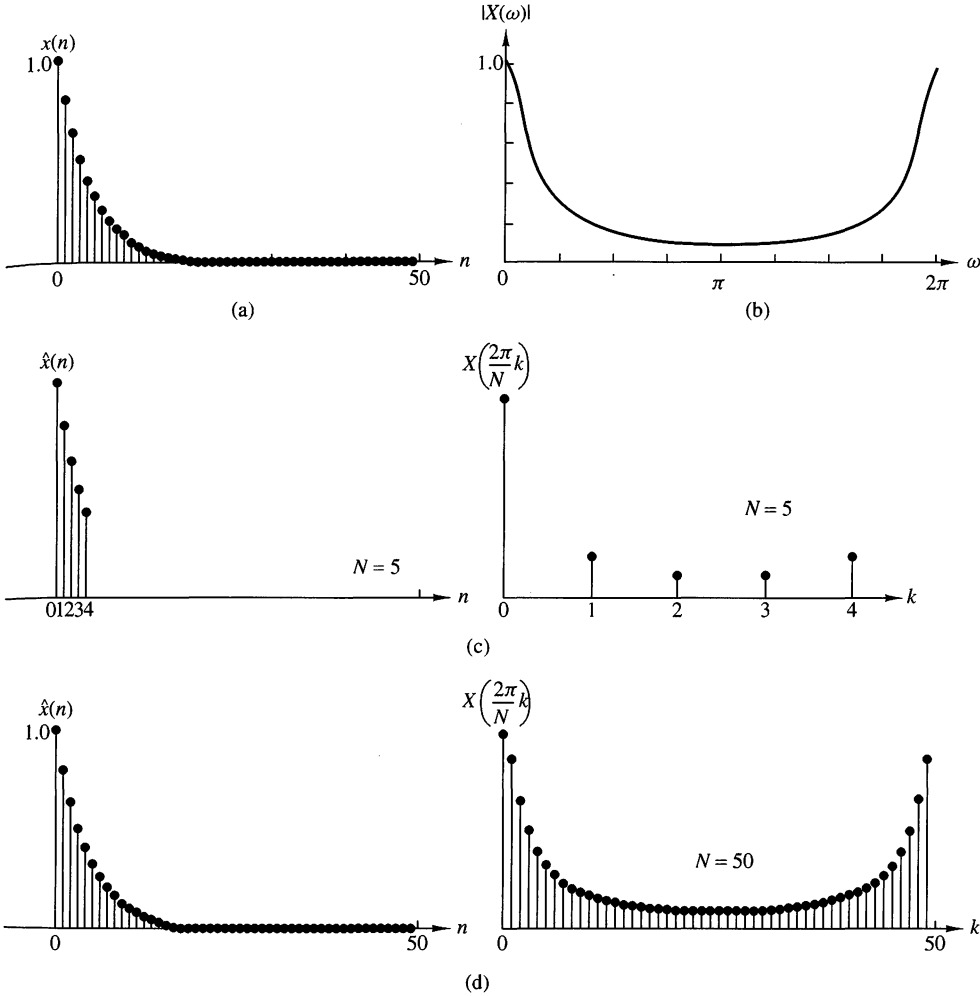 x(n)
1.0
0
50
n
(a)
|X(ω)|
1.0
0
π
2π
ω
(b)
x̂(n)
N = 5
01234
n
X(2π/N k)
N = 5
0
1
2
3
4
k
(c)
x̂(n)
1.0
0
50
n
X(2π/N k)
N = 50
0
50
k
(d)